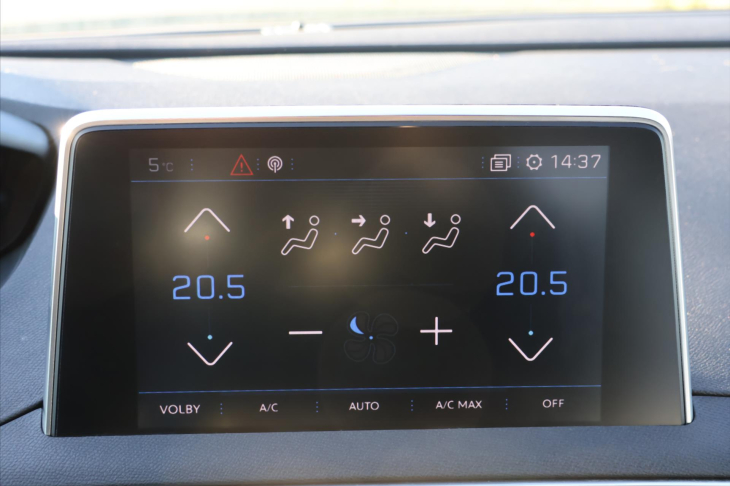 5°C 14:37
20.5 20.5
VOLBY A/C AUTO A/C MAX OFF